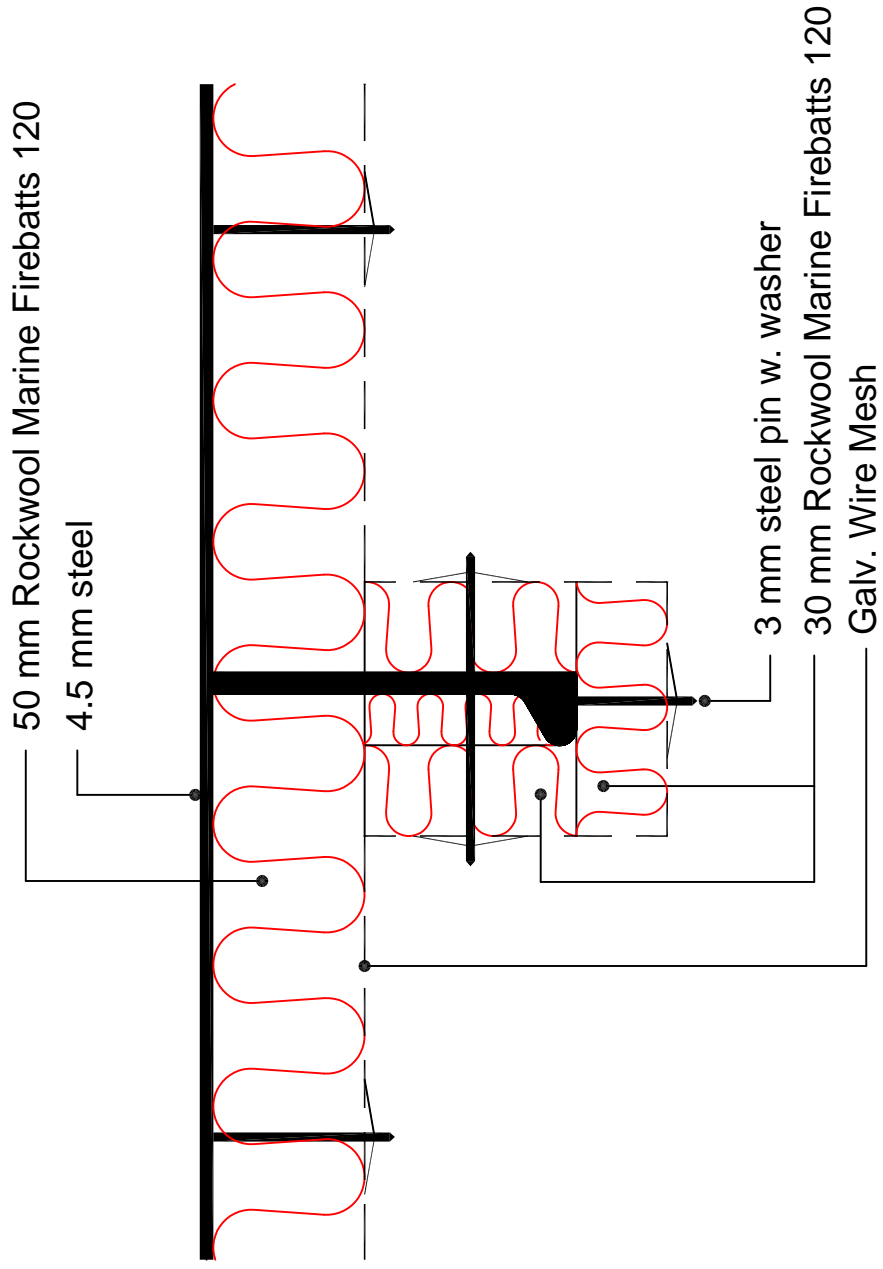 50 mm Rockwool Marine Firebatts 120
4.5 mm steel
3 mm steel pin w. washer
30 mm Rockwool Marine Firebatts 120
Galv. Wire Mesh